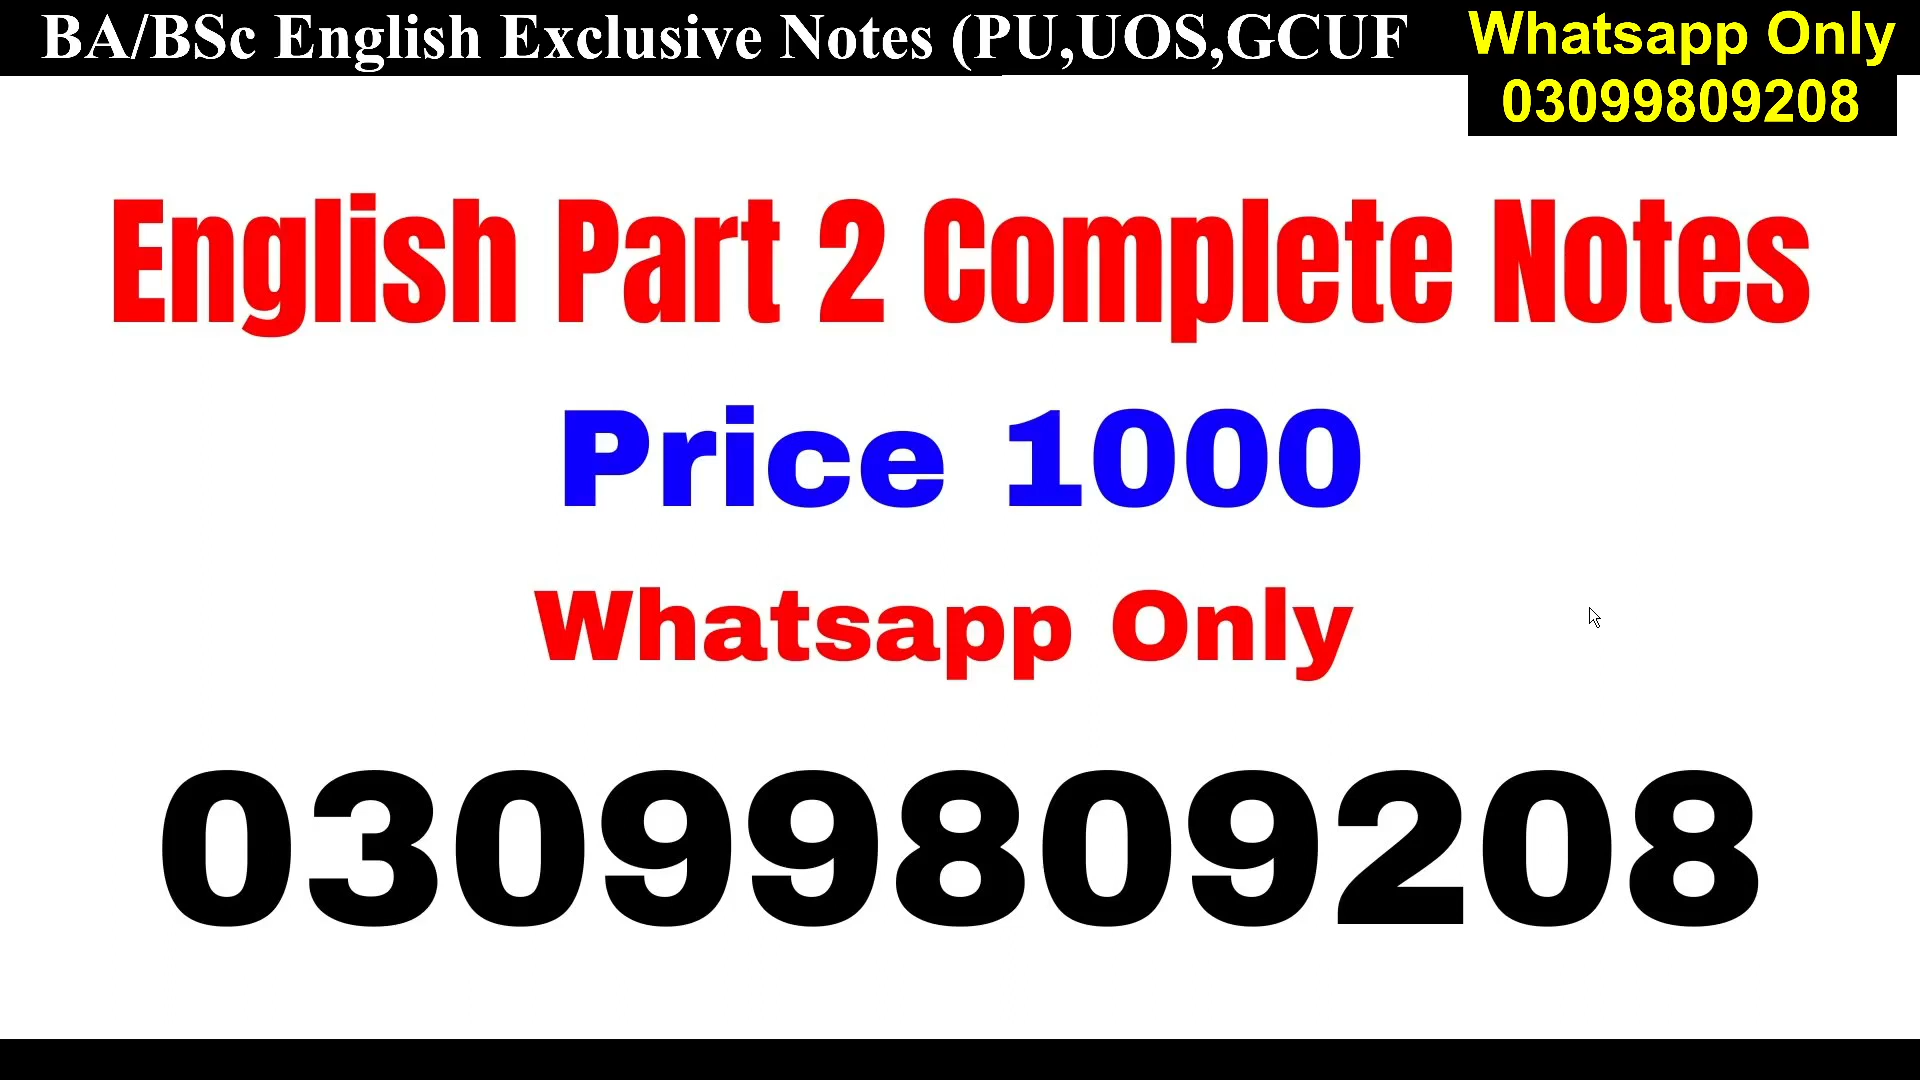 BA/BSc English Exclusive Notes (PU,UOS,GCUF
Whatsapp Only
03099809208
English Part 2 Complete Notes
Price 1000
Whatsapp Only
03099809208